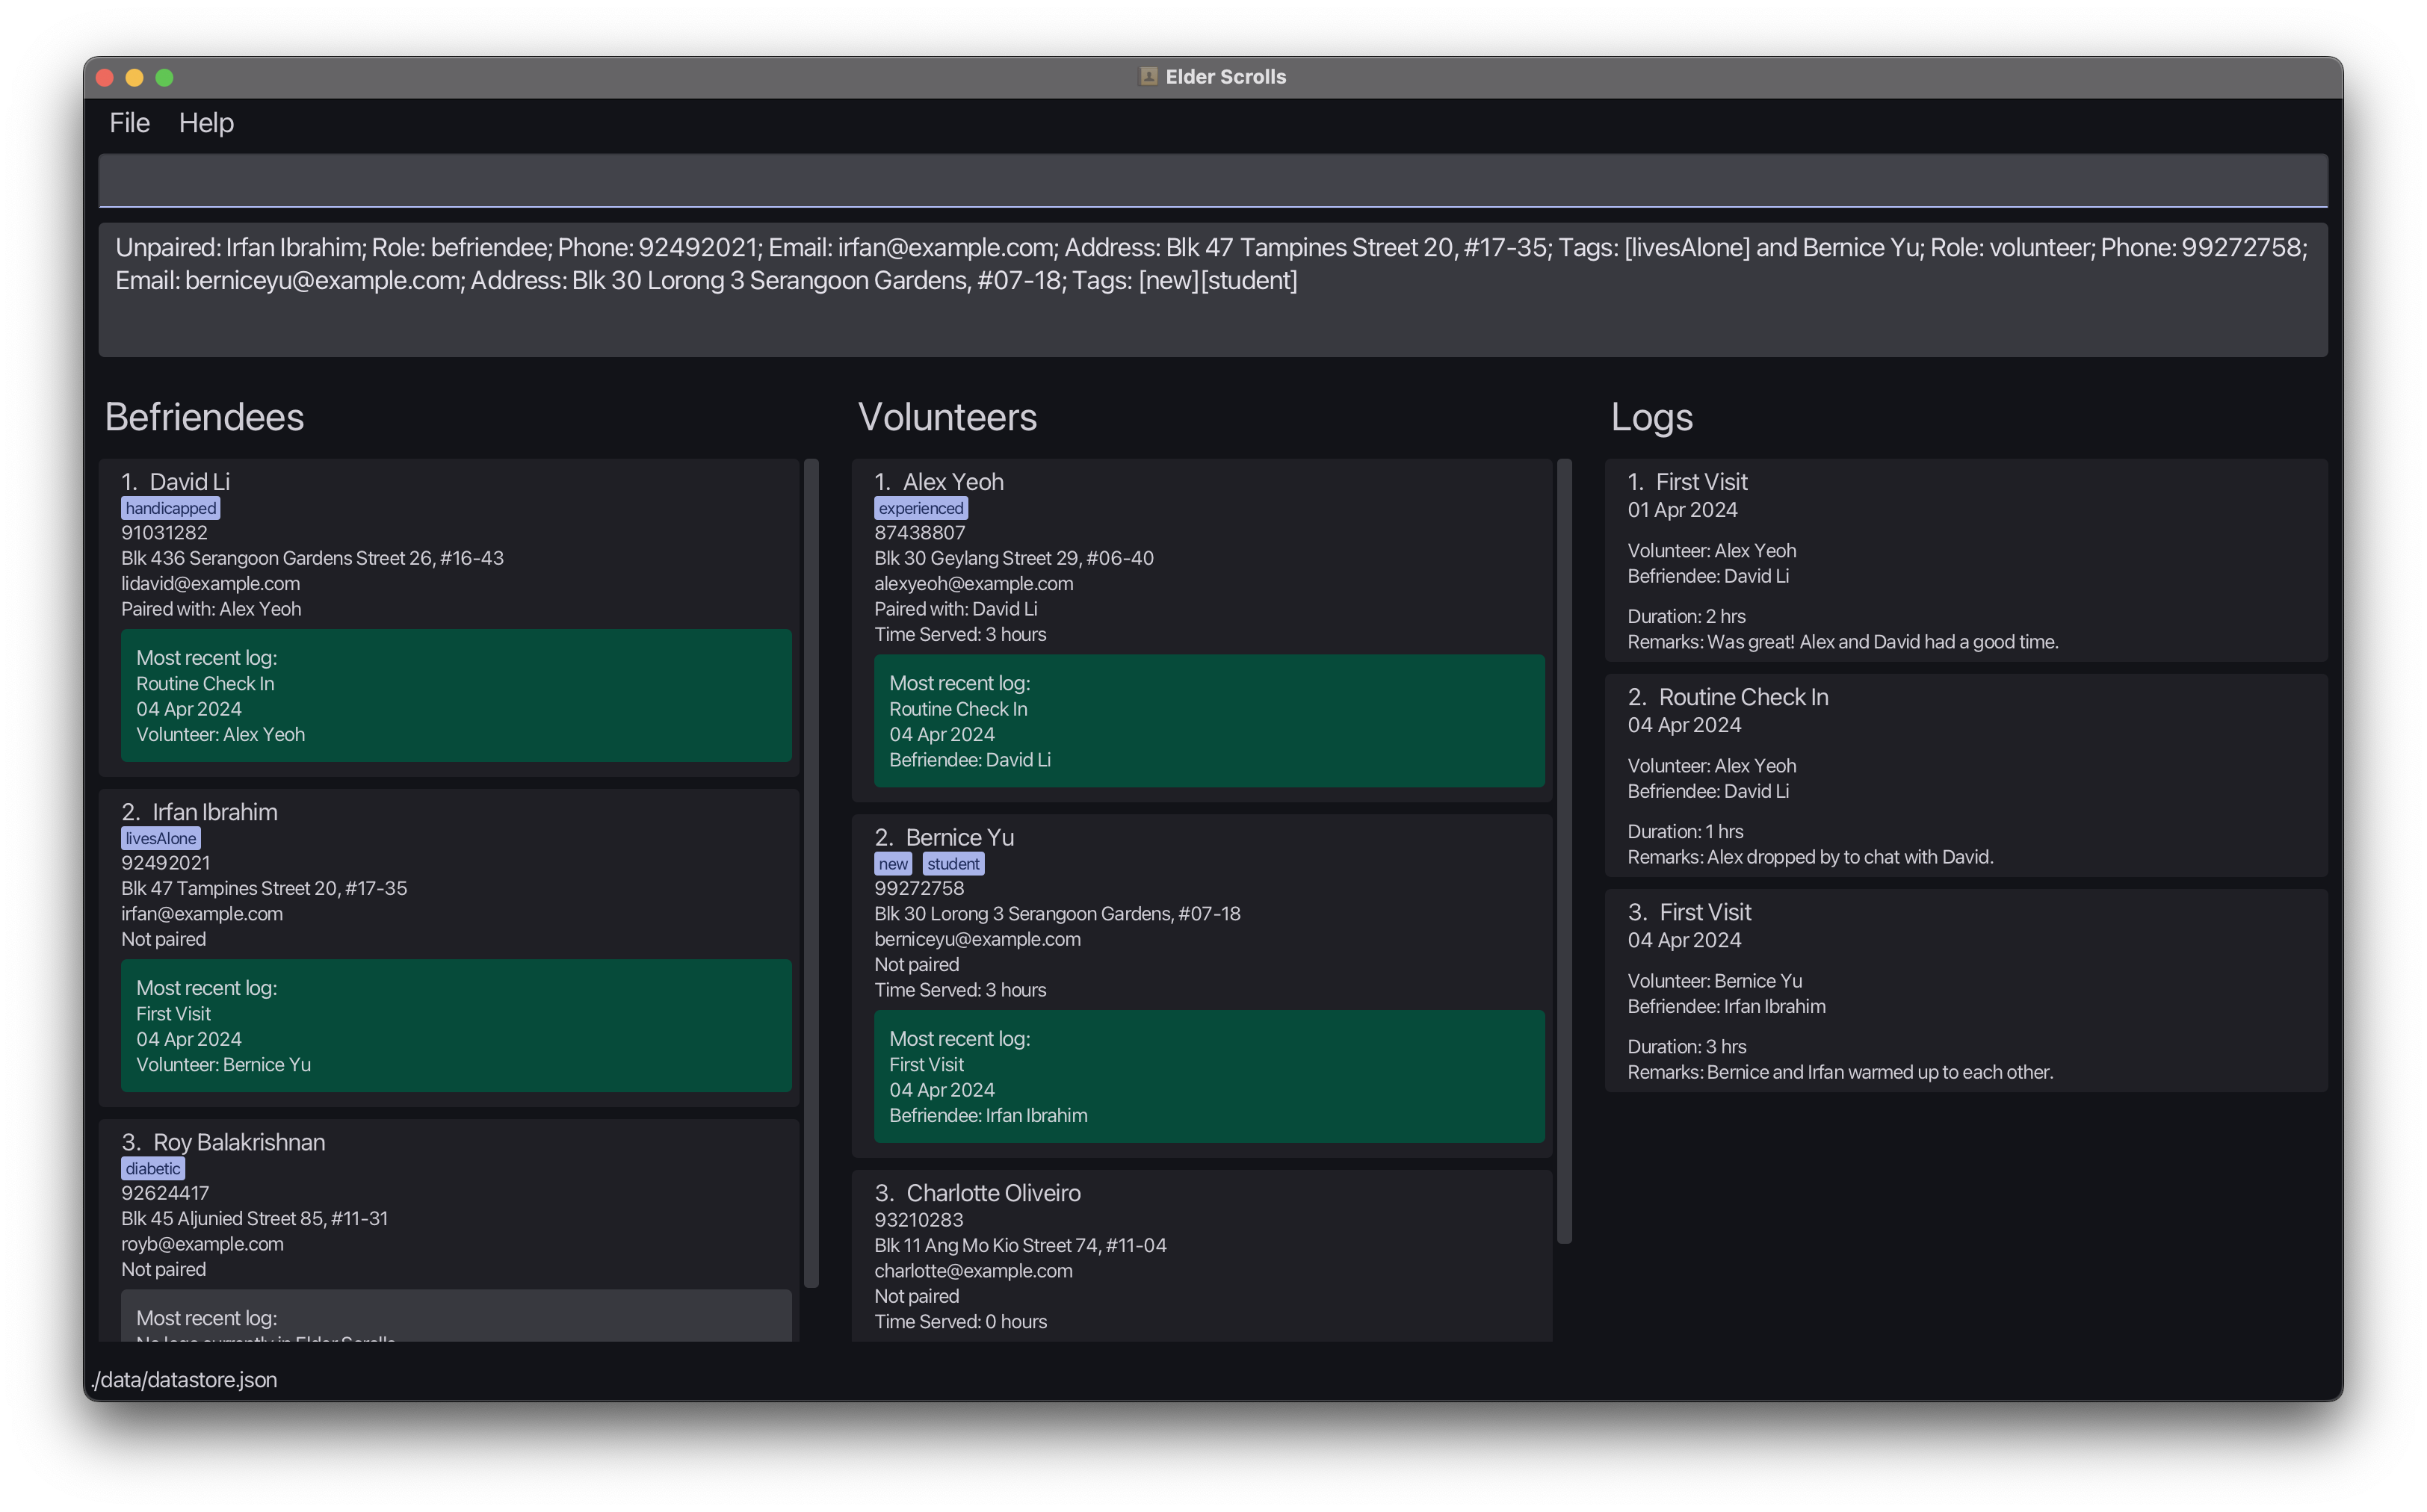 Elder Scrolls
File Help
Unpaired: Irfan Ibrahim; Role: befriendee; Phone: 92492021; Email: irfan@example.com; Address: Blk 47 Tampines Street 20, #17-35; Tags: [livesAlone] and Bernice Yu; Role: volunteer; Phone: 99272758;
Email: berniceyu@example.com; Address: Blk 30 Lorong 3 Serangoon Gardens, #07-18; Tags: [new][student]
Befriendees
1. David Li
handicapped
91031282
Blk 436 Serangoon Gardens Street 26, #16-43
lidavid@example.com
Paired with: Alex Yeoh
Most recent log:
Routine Check In
04 Apr 2024
Volunteer: Alex Yeoh
2. Irfan Ibrahim
livesAlone
92492021
Blk 47 Tampines Street 20, #17-35
irfan@example.com
Not paired
Most recent log:
First Visit
04 Apr 2024
Volunteer: Bernice Yu
3. Roy Balakrishnan
diabetic
92624417
Blk 45 Aljunied Street 85, #11-31
royb@example.com
Not paired
Most recent log:
No logs currently in Elder Scrolls
Volunteers
1. Alex Yeoh
experienced
87438807
Blk 30 Geylang Street 29, #06-40
alexyeoh@example.com
Paired with: David Li
Time Served: 3 hours
Most recent log:
Routine Check In
04 Apr 2024
Befriendee: David Li
2. Bernice Yu
new student
99272758
Blk 30 Lorong 3 Serangoon Gardens, #07-18
berniceyu@example.com
Not paired
Time Served: 3 hours
Most recent log:
First Visit
04 Apr 2024
Befriendee: Irfan Ibrahim
3. Charlotte Oliveiro
93210283
Blk 11 Ang Mo Kio Street 74, #11-04
charlotte@example.com
Not paired
Time Served: 0 hours
Logs
1. First Visit
01 Apr 2024
Volunteer: Alex Yeoh
Befriendee: David Li
Duration: 2 hrs
Remarks: Was great! Alex and David had a good time.
2. Routine Check In
04 Apr 2024
Volunteer: Alex Yeoh
Befriendee: David Li
Duration: 1 hrs
Remarks: Alex dropped by to chat with David.
3. First Visit
04 Apr 2024
Volunteer: Bernice Yu
Befriendee: Irfan Ibrahim
Duration: 3 hrs
Remarks: Bernice and Irfan warmed up to each other.
./data/datastore.json